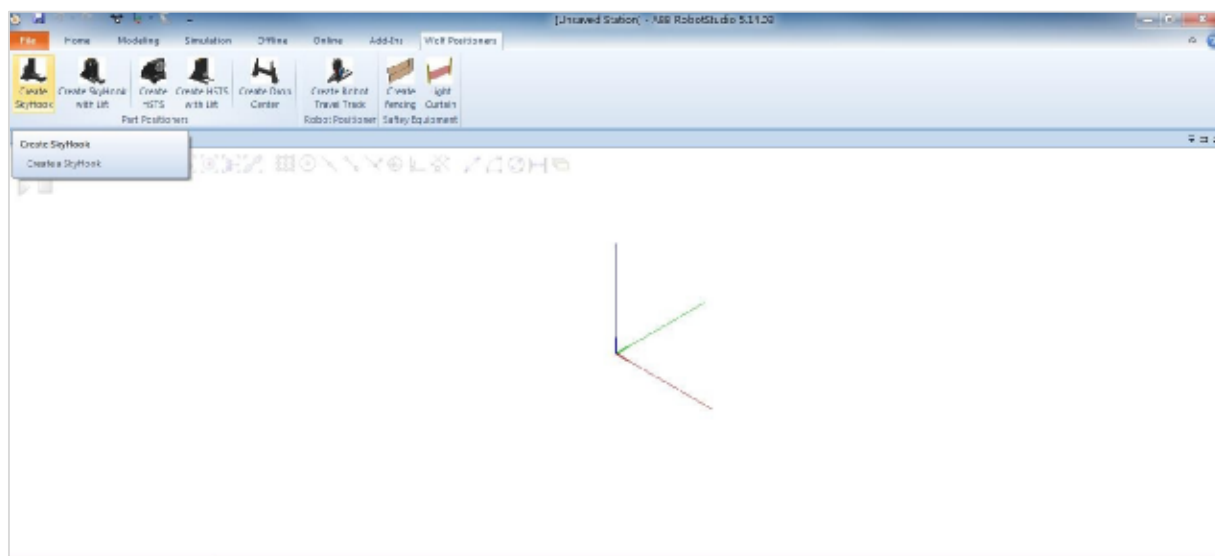 [Unsaved Station] - ABB RobotStudio 5.14.03
File Home Modeling Simulation Offline Online Add-Ins Wolf Positioners
Create SkyHook
Create SkyHook with Lift
Create HSTS
Create HSTS with Lift
Create Drop Center
Create Robot Travel Track
Create Fencing
Light Curtain
Part Positioners Robot Positioner Saftey Equipment
Create SkyHook
Create a SkyHook